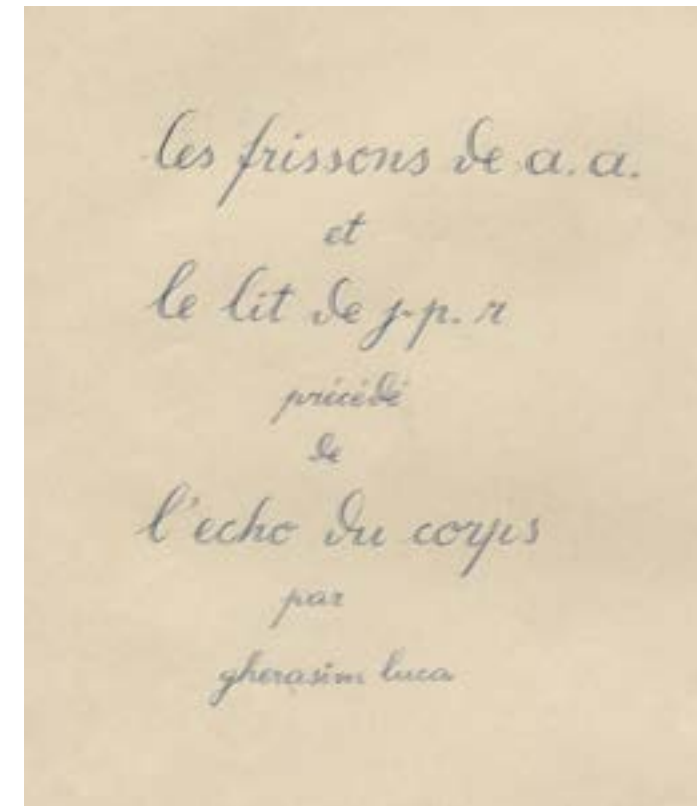 les frissons de a. a.
et
le lit de j-p. r
précédé
de
l'echo du corps
par
gherasim luca